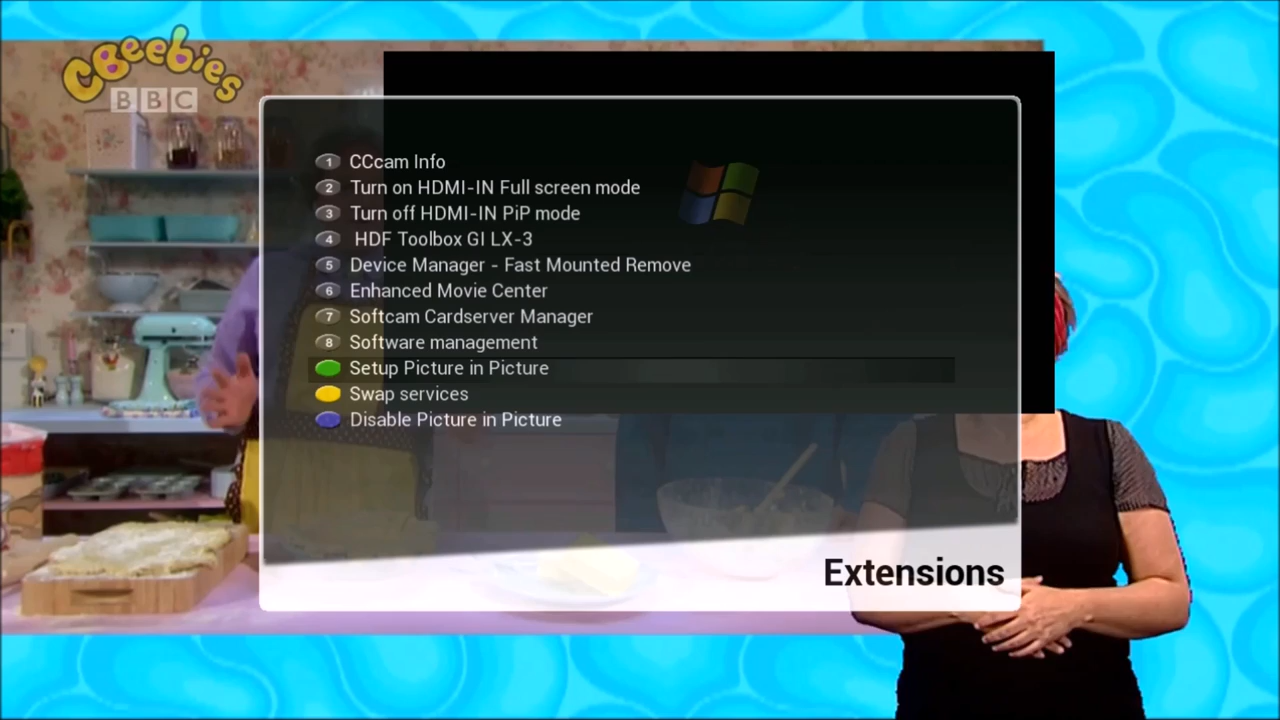 CBeebies
BBC
1 CCcam Info
2 Turn on HDMI-IN Full screen mode
3 Turn off HDMI-IN PiP mode
4 HDF Toolbox GI LX-3
5 Device Manager - Fast Mounted Remove
6 Enhanced Movie Center
7 Softcam Cardserver Manager
8 Software management
Setup Picture in Picture
Swap services
Disable Picture in Picture
Extensions